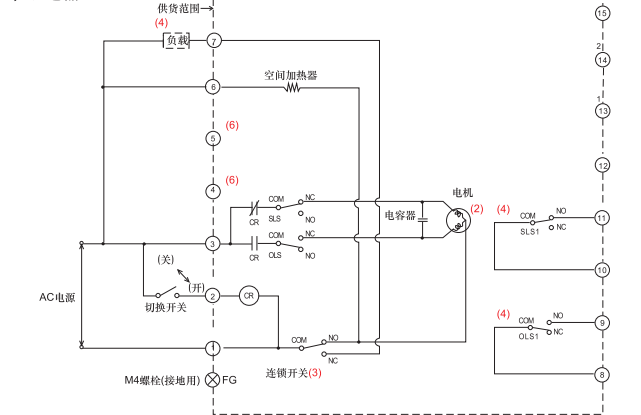 供货范围
(4)
负载
7
15
2
14
空间加热器
6
1
13
(6)
5
12
(6)
4
电机
(2)
COM
NC
CR
SLS
NO
电容器
(4)
COM
NO
SLS1
NC
11
3
COM
NC
CR
OLS
NO
10
(关)
(开)
AC电源
切换开关
2
CR
(4)
COM
NO
OLS1
NC
9
1
COM
NO
NC
连锁开关(3)
8
M4螺栓(接地用)
FG